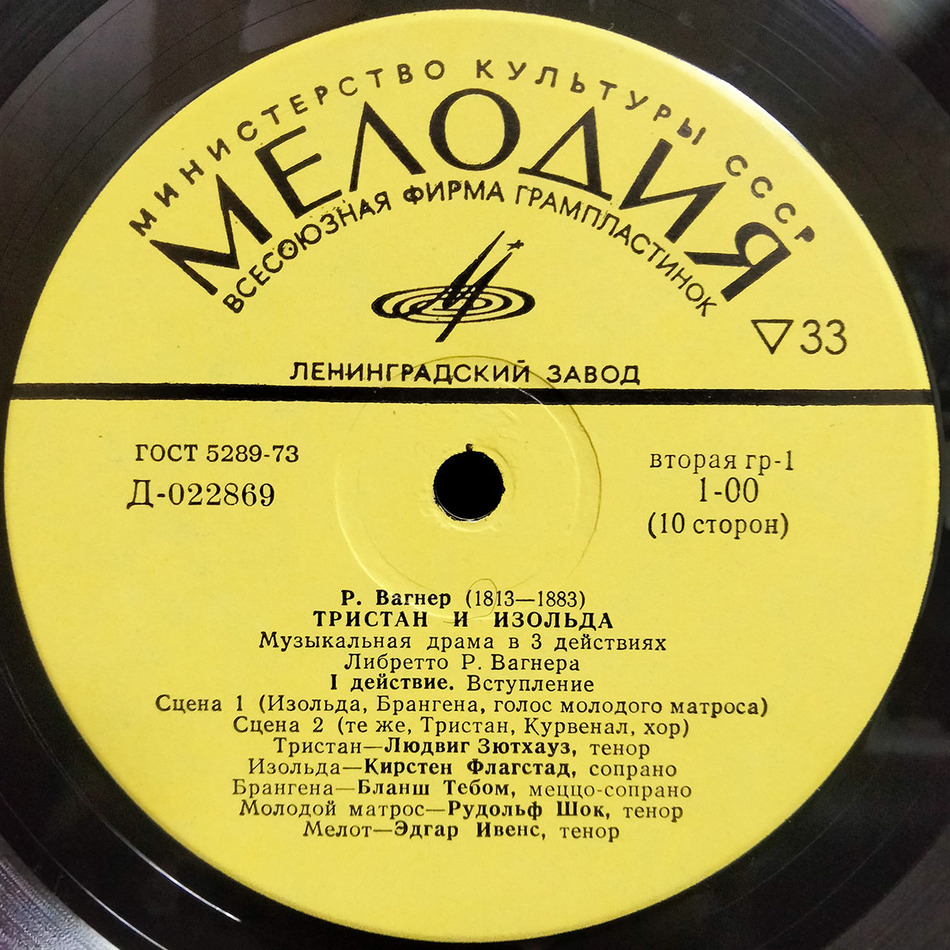 МИНИСТЕРСТВО КУЛЬТУРЫ СССР
МЕЛОДИЯ
ВСЕСОЮЗНАЯ ФИРМА ГРАМПЛАСТИНОК
▽33
ЛЕНИНГРАДСКИЙ ЗАВОД
ГОСТ 5289-73
Д-022869
вторая гр-1
1-00
(10 сторон)
Р. Вагнер (1813—1883)
ТРИСТАН И ИЗОЛЬДА
Музыкальная драма в 3 действиях
Либретто Р. Вагнера
I действие. Вступление
Сцена 1 (Изольда, Брангена, голос молодого матроса)
Сцена 2 (те же, Тристан, Курвенал, хор)
Тристан—Людвиг Зютхауз, тенор
Изольда—Кирстен Флагстад, сопрано
Брангена—Бланш Тебом, меццо-сопрано
Молодой матрос—Рудольф Шок, тенор
Мелот—Эдгар Ивенс, тенор